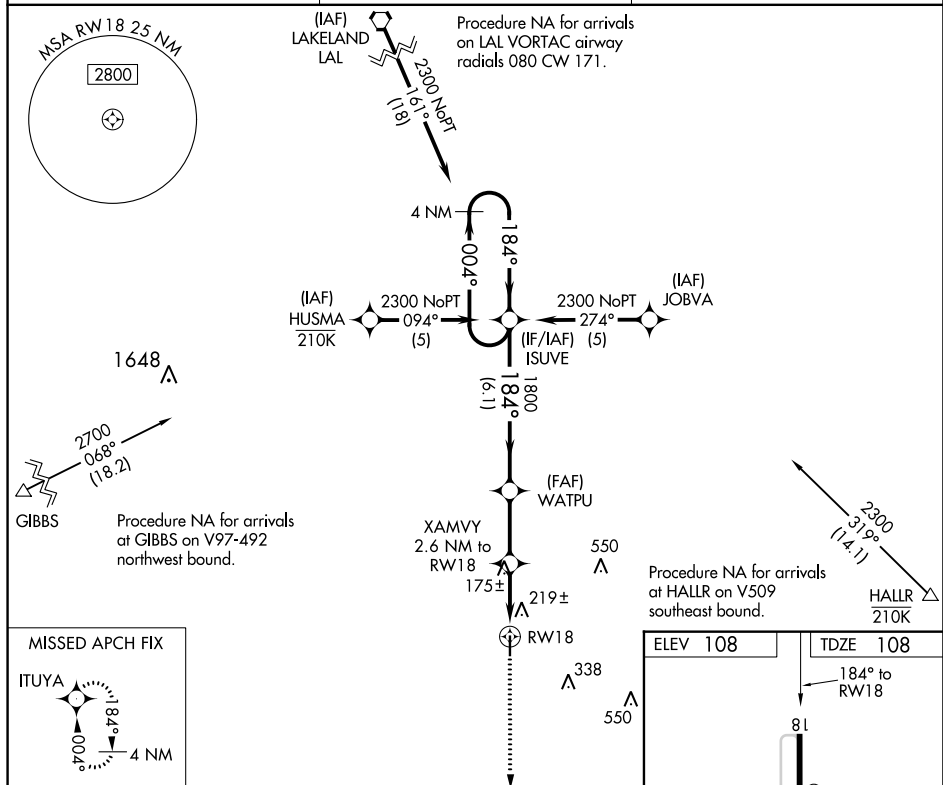 MSA RW18 25 NM
2800
(IAF)
LAKELAND
LAL
Procedure NA for arrivals
on LAL VORTAC airway
radials 080 CW 171.
2300 NoPT
161°
(18)
4 NM
004°
184°
(IAF)
HUSMA
210K
2300 NoPT
094°
(5)
2300 NoPT
274°
(5)
(IAF)
JOBVA
(IF/IAF)
ISUVE
1800
184°
(6.1)
1648
2700
068°
(18.2)
GIBBS
Procedure NA for arrivals
at GIBBS on V97-492
northwest bound.
(FAF)
WATPU
XAMVY
2.6 NM to
RW18
175±
219±
550
RW18
338
550
2300
319°
(14.1)
Procedure NA for arrivals
at HALLR on V509
southeast bound.
HALLR
210K
MISSED APCH FIX
ITUYA
184°
004°
4 NM
ELEV 108
TDZE 108
184° to
RW18
18